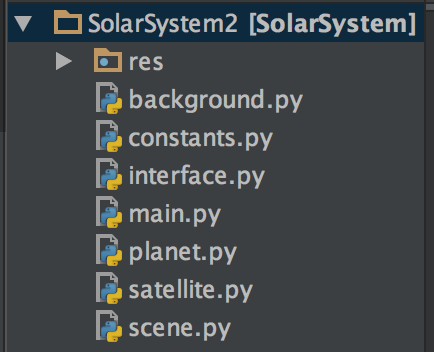 SolarSystem2 [SolarSystem]
res
background.py
constants.py
interface.py
main.py
planet.py
satellite.py
scene.py